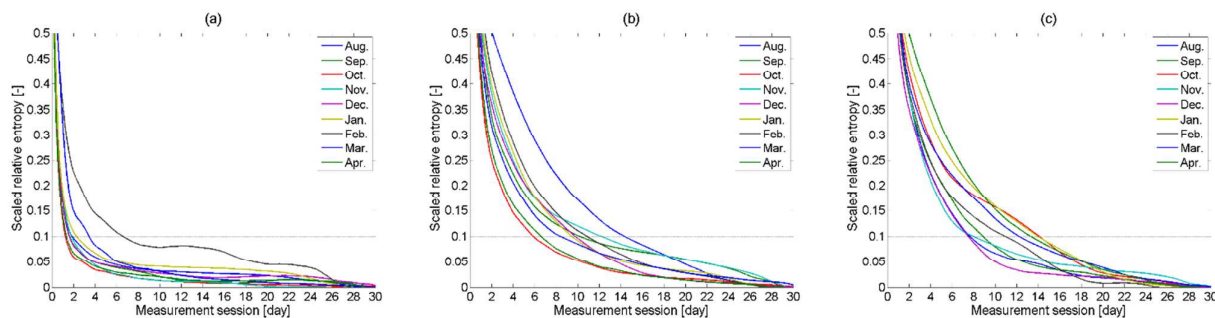 (a)
Scaled relative entropy [-]
0.5
0.45
0.4
0.35
0.3
0.25
0.2
0.15
0.1
0.05
0
0 2 4 6 8 10 12 14 16 18 20 22 24 26 28 30
Measurement session [day]
Aug.
Sep.
Oct.
Nov.
Dec.
Jan.
Feb.
Mar.
Apr.
(b)
Scaled relative entropy [-]
0.5
0.45
0.4
0.35
0.3
0.25
0.2
0.15
0.1
0.05
0
0 2 4 6 8 10 12 14 16 18 20 22 24 26 28 30
Measurement session [day]
Aug.
Sep.
Oct.
Nov.
Dec.
Jan.
Feb.
Mar.
Apr.
(c)
Scaled relative entropy [-]
0.5
0.45
0.4
0.35
0.3
0.25
0.2
0.15
0.1
0.05
0
0 2 4 6 8 10 12 14 16 18 20 22 24 26 28 30
Measurement session [day]
Aug.
Sep.
Oct.
Nov.
Dec.
Jan.
Feb.
Mar.
Apr.